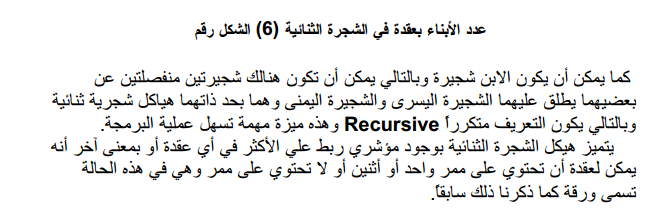 عدد الأبناء بعقدة في الشجرة الثنائية (6) الشكل رقم
كما يمكن أن يكون الابن شجيرة وبالتالي يمكن أن تكون هنالك شجيرتين منفصلتين عن
بعضيهما يطلق عليهما الشجيرة اليسرى والشجيرة اليمنى وهما بحد ذاتهما هياكل شجرية ثنائية
وبالتالي يكون التعريف متكرراً Recursive وهذه ميزة مهمة تسهل عملية البرمجة.
يتميز هيكل الشجرة الثنائية بوجود مؤشري ربط علي الأكثر في أي عقدة أو بمعنى آخر أنه
يمكن لعقدة أن تحتوي على ممر واحد أو أثنين أو لا تحتوي على ممر وهي في هذه الحالة
تسمى ورقة كما ذكرنا ذلك سابقاً.